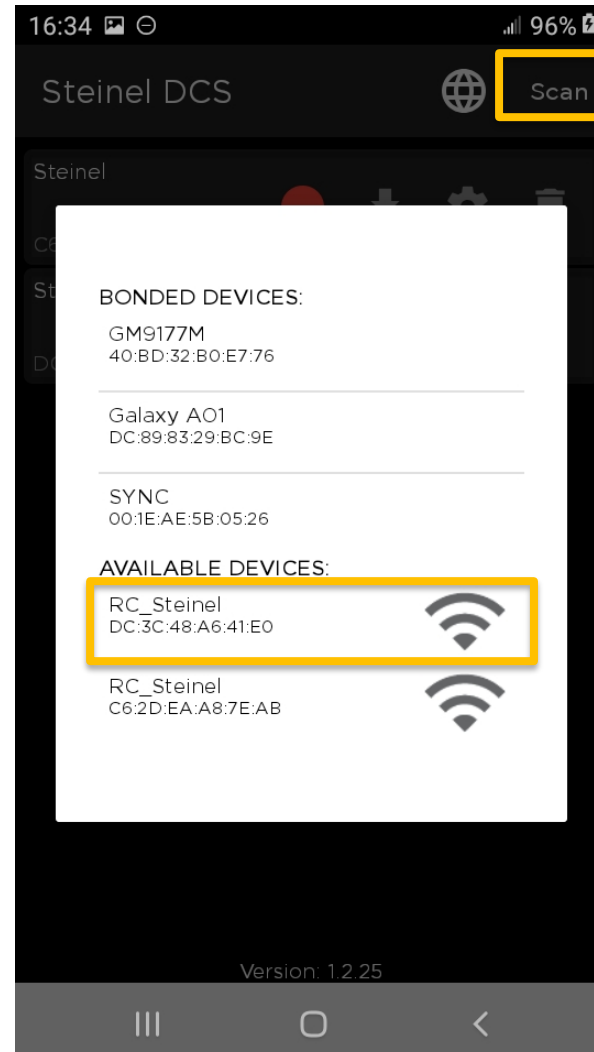 16:34 96%
Steinel DCS Scan
Steinel
C6
BONDED DEVICES:
St
GM9177M
40:BD:32:B0:E7:76
Galaxy A01
DC:89:83:29:BC:9E
SYNC
00:1E:AE:5B:05:26
AVAILABLE DEVICES:
RC_Steinel
DC:3C:48:A6:41:E0
RC_Steinel
C6:2D:EA:A8:7E:AB
Version: 1.2.25